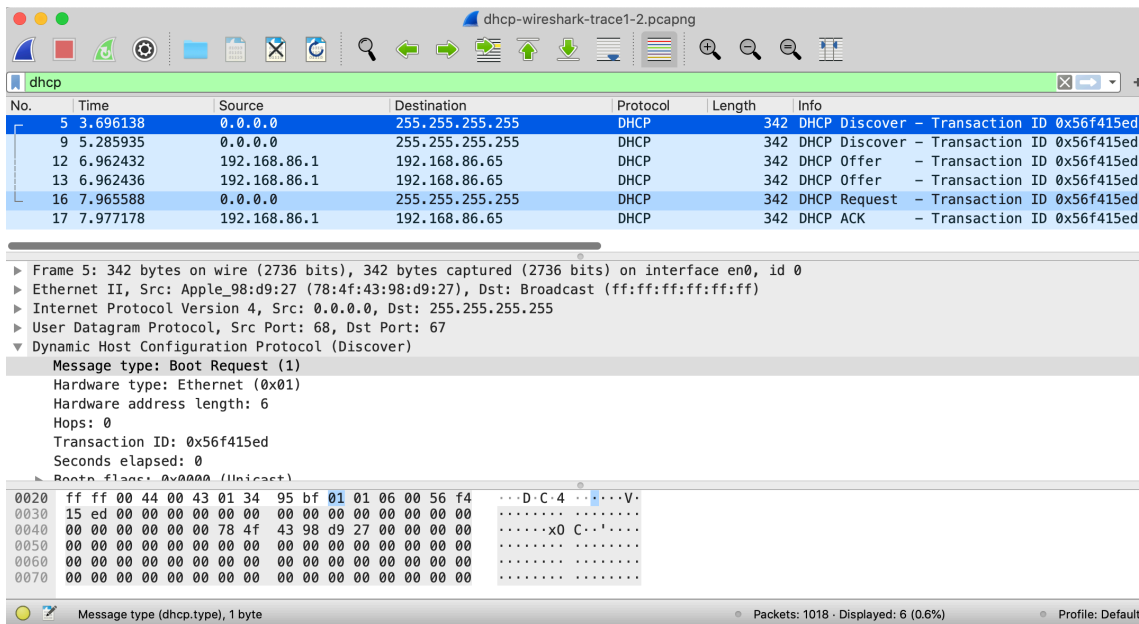 dhcp-wireshark-trace1-2.pcapng
dhcp
No. Time Source Destination Protocol Length Info
5 3.696138 0.0.0.0 255.255.255.255 DHCP 342 DHCP Discover – Transaction ID 0x56f415ed
9 5.285935 0.0.0.0 255.255.255.255 DHCP 342 DHCP Discover – Transaction ID 0x56f415ed
12 6.962432 192.168.86.1 192.168.86.65 DHCP 342 DHCP Offer – Transaction ID 0x56f415ed
13 6.962436 192.168.86.1 192.168.86.65 DHCP 342 DHCP Offer – Transaction ID 0x56f415ed
16 7.965588 0.0.0.0 255.255.255.255 DHCP 342 DHCP Request – Transaction ID 0x56f415ed
17 7.977178 192.168.86.1 192.168.86.65 DHCP 342 DHCP ACK – Transaction ID 0x56f415ed
Frame 5: 342 bytes on wire (2736 bits), 342 bytes captured (2736 bits) on interface en0, id 0
Ethernet II, Src: Apple_98:d9:27 (78:4f:43:98:d9:27), Dst: Broadcast (ff:ff:ff:ff:ff:ff)
Internet Protocol Version 4, Src: 0.0.0.0, Dst: 255.255.255.255
User Datagram Protocol, Src Port: 68, Dst Port: 67
Dynamic Host Configuration Protocol (Discover)
Message type: Boot Request (1)
Hardware type: Ethernet (0x01)
Hardware address length: 6
Hops: 0
Transaction ID: 0x56f415ed
Seconds elapsed: 0
Bootp flags: 0x0000 (Unicast)
0020 ff ff 00 44 00 43 01 34 95 bf 01 01 06 00 56 f4 ···D·C·4 ······V·
0030 15 ed 00 00 00 00 00 00 00 00 00 00 00 00 00 00 ········ ········
0040 00 00 00 00 00 00 78 4f 43 98 d9 27 00 00 00 00 ······xO C··'····
0050 00 00 00 00 00 00 00 00 00 00 00 00 00 00 00 00 ········ ········
0060 00 00 00 00 00 00 00 00 00 00 00 00 00 00 00 00 ········ ········
0070 00 00 00 00 00 00 00 00 00 00 00 00 00 00 00 00 ········ ········
Message type (dhcp.type), 1 byte Packets: 1018 · Displayed: 6 (0.6%) Profile: Default